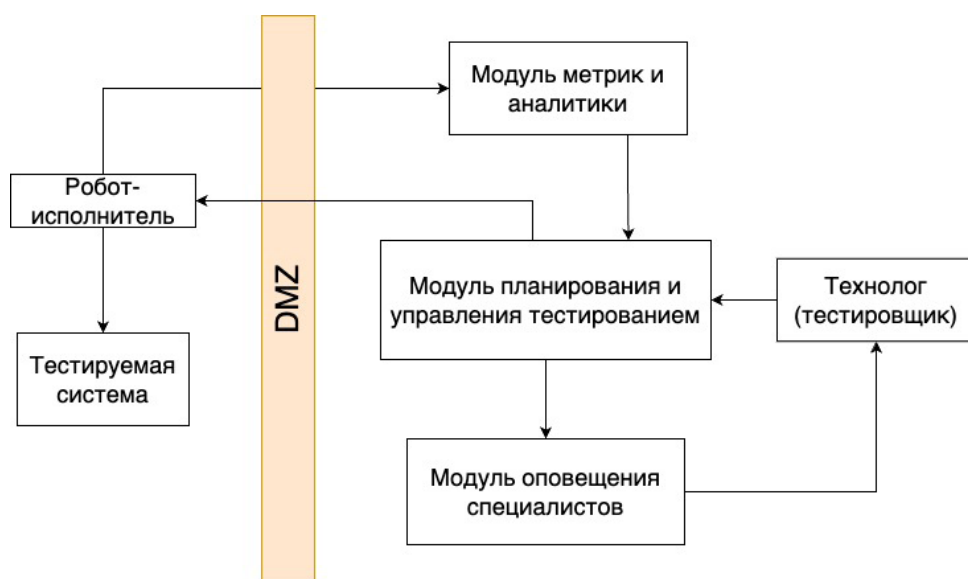 Модуль метрик и
аналитики
Робот-
исполнитель
DMZ
Модуль планирования и
управления тестированием
Технолог
(тестировщик)
Тестируемая
система
Модуль оповещения
специалистов